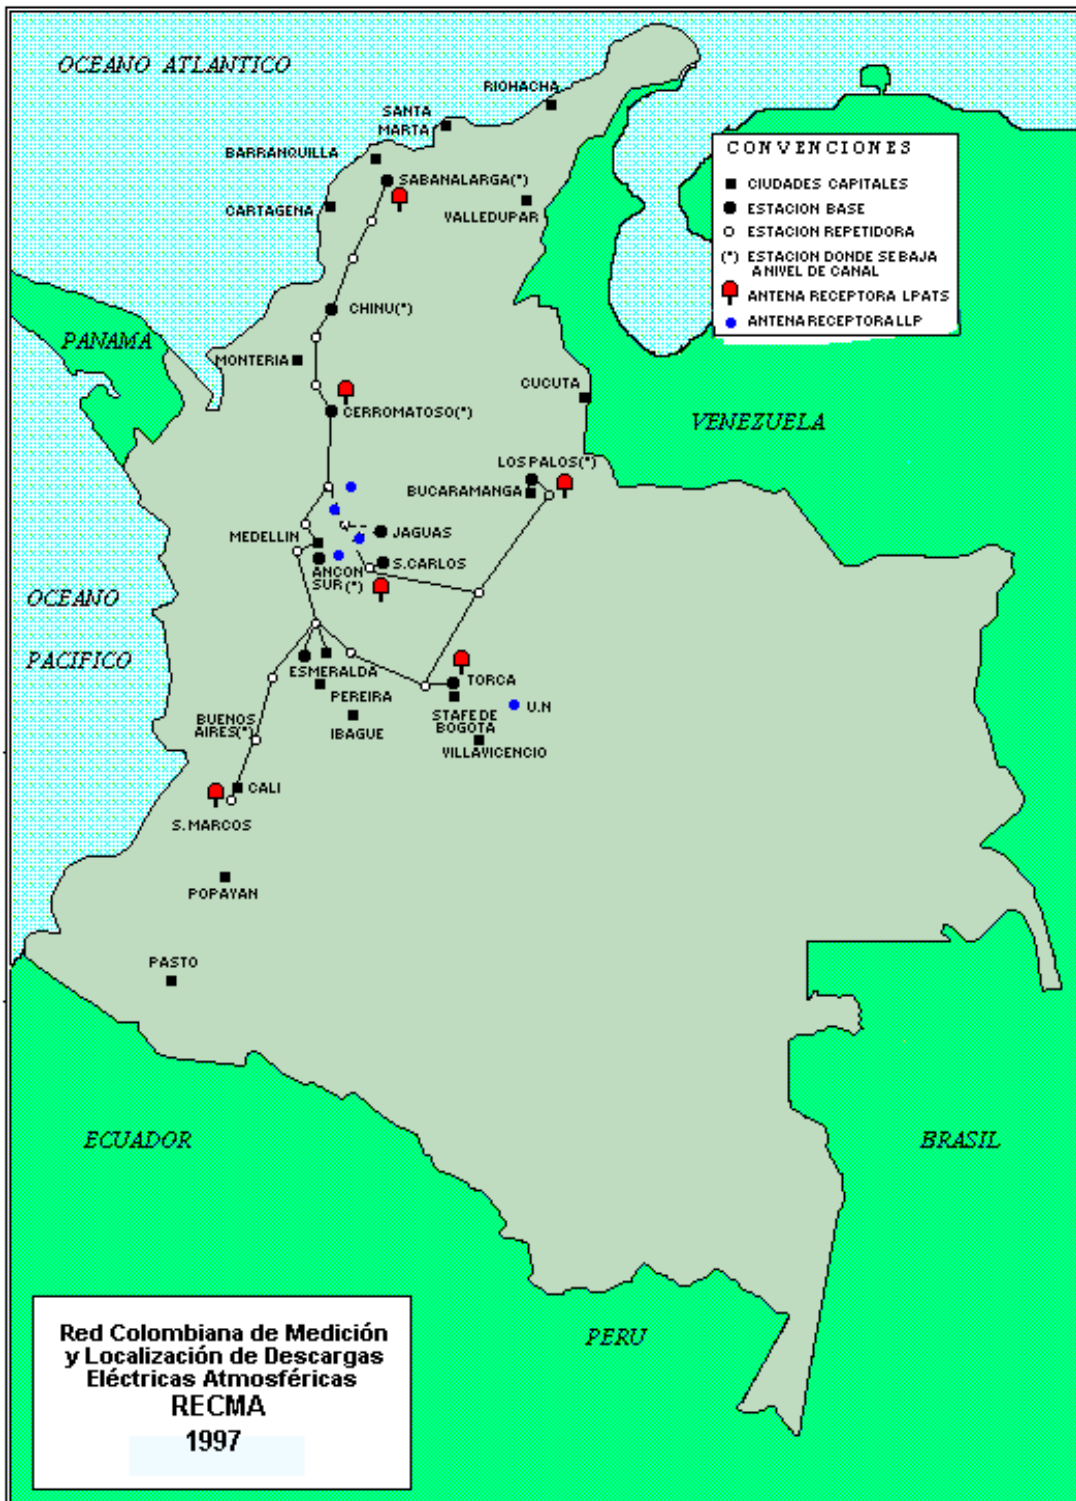 OCEANO ATLANTICO
RIOHACHA
SANTA
MARTA
BARRANQUILLA
SABANALARGA(*)
CARTAGENA
VALLEDUPAR
CONVENCIONES
CIUDADES CAPITALES
ESTACION BASE
ESTACION REPETIDORA
(*) ESTACION DONDE SE BAJA
A NIVEL DE CANAL
ANTENA RECEPTORA LPATS
ANTENA RECEPTORA LLP
CHINU(*)
PANAMA
MONTERIA
CUCUTA
CERROMATOSO(*)
VENEZUELA
LOS PALOS(*)
BUCARAMANGA
MEDELLIN
JAGUAS
S.CARLOS
ANCON
SUR(*)
OCEANO
PACIFICO
ESMERALDA
TORCA
PEREIRA
U.N
STAFE DE
BOGOTA
BUENOS
AIRES(*)
IBAGUE
VILLAVICENCIO
CALI
S. MARCOS
POPAYAN
PASTO
ECUADOR
BRASIL
PERU
Red Colombiana de Medición
y Localización de Descargas
Eléctricas Atmosféricas
RECMA
1997